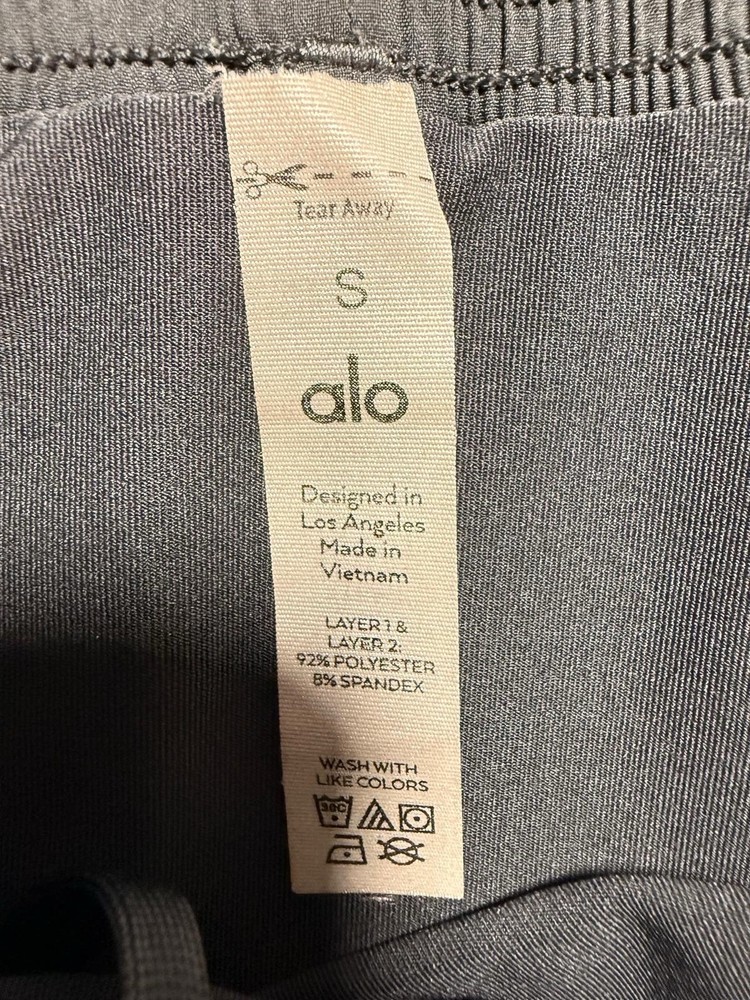 Tear Away
S
alo
Designed in
Los Angeles
Made in
Vietnam
LAYER 1 &
LAYER 2:
92% POLYESTER
8% SPANDEX
WASH WITH
LIKE COLORS
30C